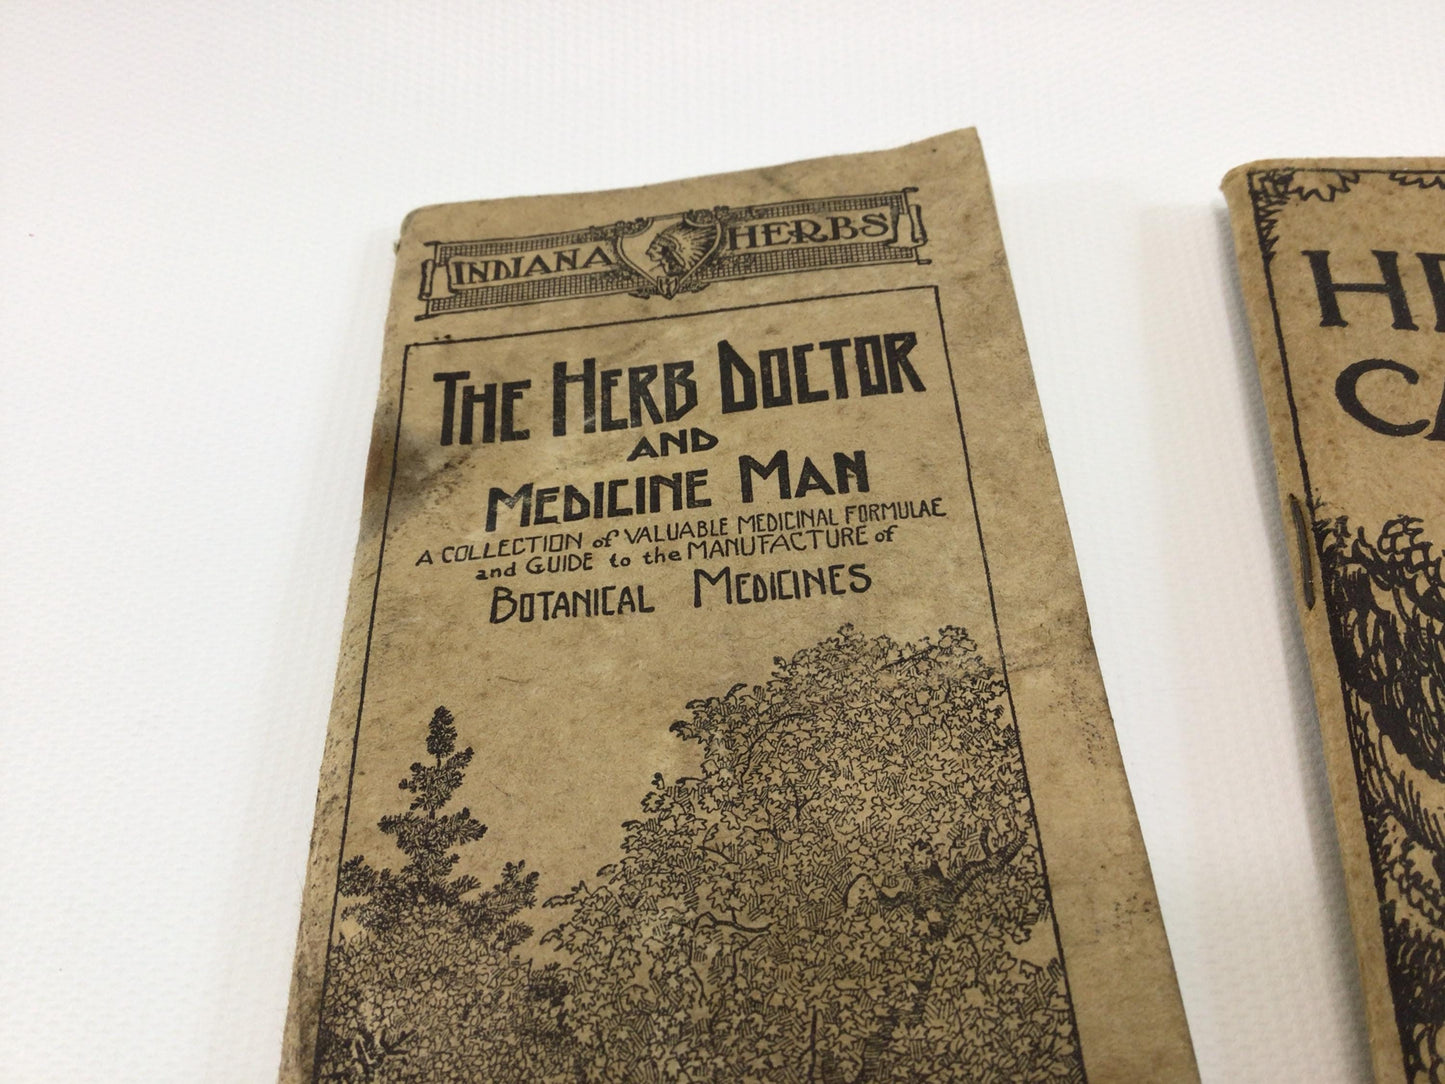 INDIANA HERBS
THE HERB DOCTOR
AND
MEDICINE MAN
A COLLECTION of VALUABLE MEDICINAL FORMULAE
and GUIDE to the MANUFACTURE of
BOTANICAL MEDICINES